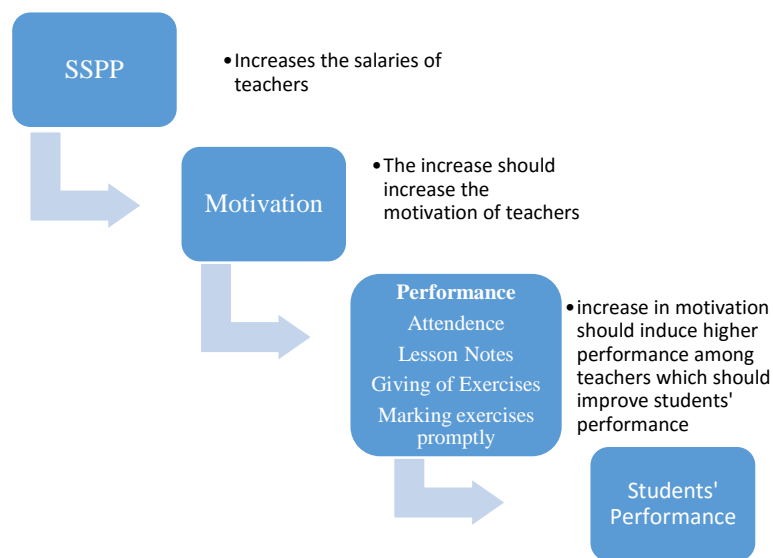 SSPP
•Increases the salaries of
teachers
Motivation
•The increase should
increase the
motivation of teachers
Performance
Attendence
Lesson Notes
Giving of Exercises
Marking exercises
promptly
•increase in motivation
should induce higher
performance among
teachers which should
improve students'
performance
Students'
Performance